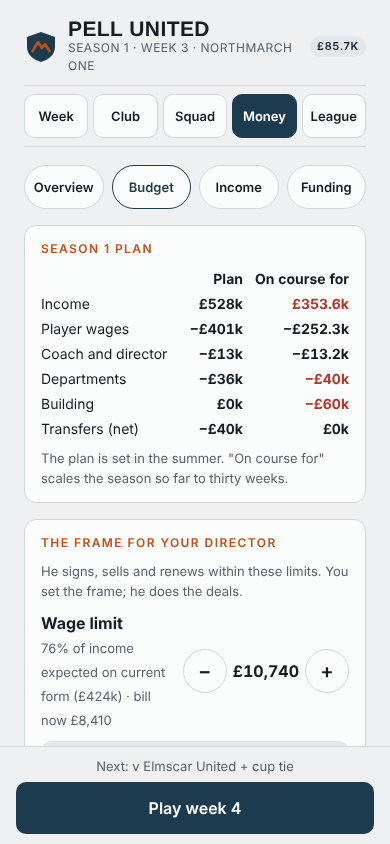 PELL UNITED
SEASON 1 · WEEK 3 · NORTHMARCH
ONE
£85.7K
Week Club Squad Money League
Overview Budget Income Funding
SEASON 1 PLAN
Plan On course for
Income £528k £353.6k
Player wages −£401k −£252.3k
Coach and director −£13k −£13.2k
Departments −£36k −£40k
Building £0k −£60k
Transfers (net) −£40k £0k
The plan is set in the summer. "On course for"
scales the season so far to thirty weeks.
THE FRAME FOR YOUR DIRECTOR
He signs, sells and renews within these limits. You
set the frame; he does the deals.
Wage limit
76% of income
expected on current
form (£424k) · bill
now £8,410
− £10,740 +
Next: v Elmscar United + cup tie
Play week 4